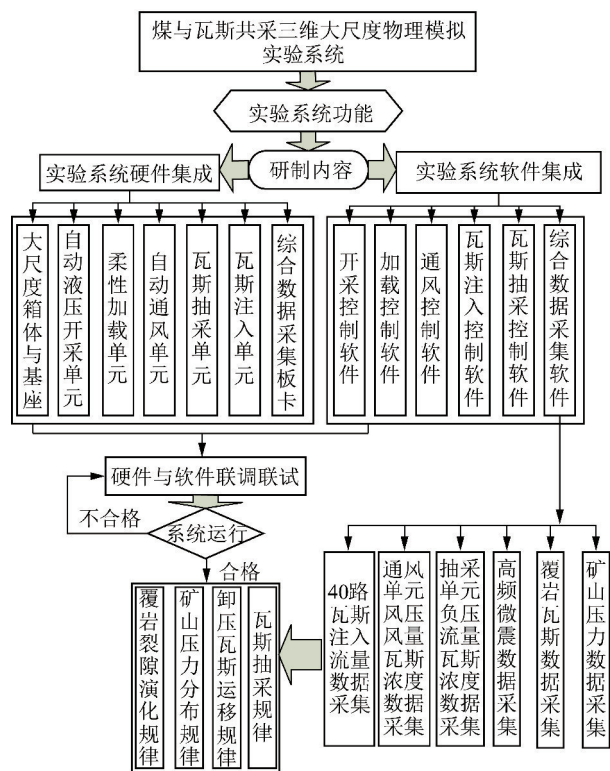 煤与瓦斯共采三维大尺度物理模拟
实验系统
实验系统功能
研制内容
实验系统硬件集成
实验系统软件集成
大尺度箱体与基座
自动液压开采单元
柔性加载单元
自动通风单元
瓦斯抽采单元
瓦斯注入单元
综合数据采集板卡
开采控制软件
加载控制软件
通风控制软件
瓦斯注入控制软件
瓦斯抽采控制软件
综合数据采集软件
硬件与软件联调联试
不合格
系统运行
合格
覆岩裂隙演化规律
矿山压力分布规律
卸压瓦斯运移规律
瓦斯抽采规律
40路瓦斯注入流量数据采集
通风单元风压风量瓦斯浓度数据采集
抽采单元负压流量瓦斯浓度数据采集
高频微震数据采集
覆岩瓦斯数据采集
矿山压力数据采集